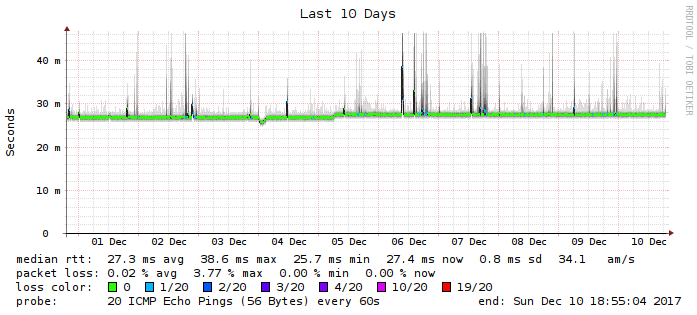 Last 10 Days
RRDTOOL / TOBI OETIKER
Seconds
40 m
30 m
20 m
10 m
0
01 Dec 02 Dec 03 Dec 04 Dec 05 Dec 06 Dec 07 Dec 08 Dec 09 Dec 10 Dec
median rtt: 27.3 ms avg 38.6 ms max 25.7 ms min 27.4 ms now 0.8 ms sd 34.1 am/s
packet loss: 0.02 % avg 3.77 % max 0.00 % min 0.00 % now
loss color: 0 1/20 2/20 3/20 4/20 10/20 19/20
probe: 20 ICMP Echo Pings (56 Bytes) every 60s end: Sun Dec 10 18:55:04 2017